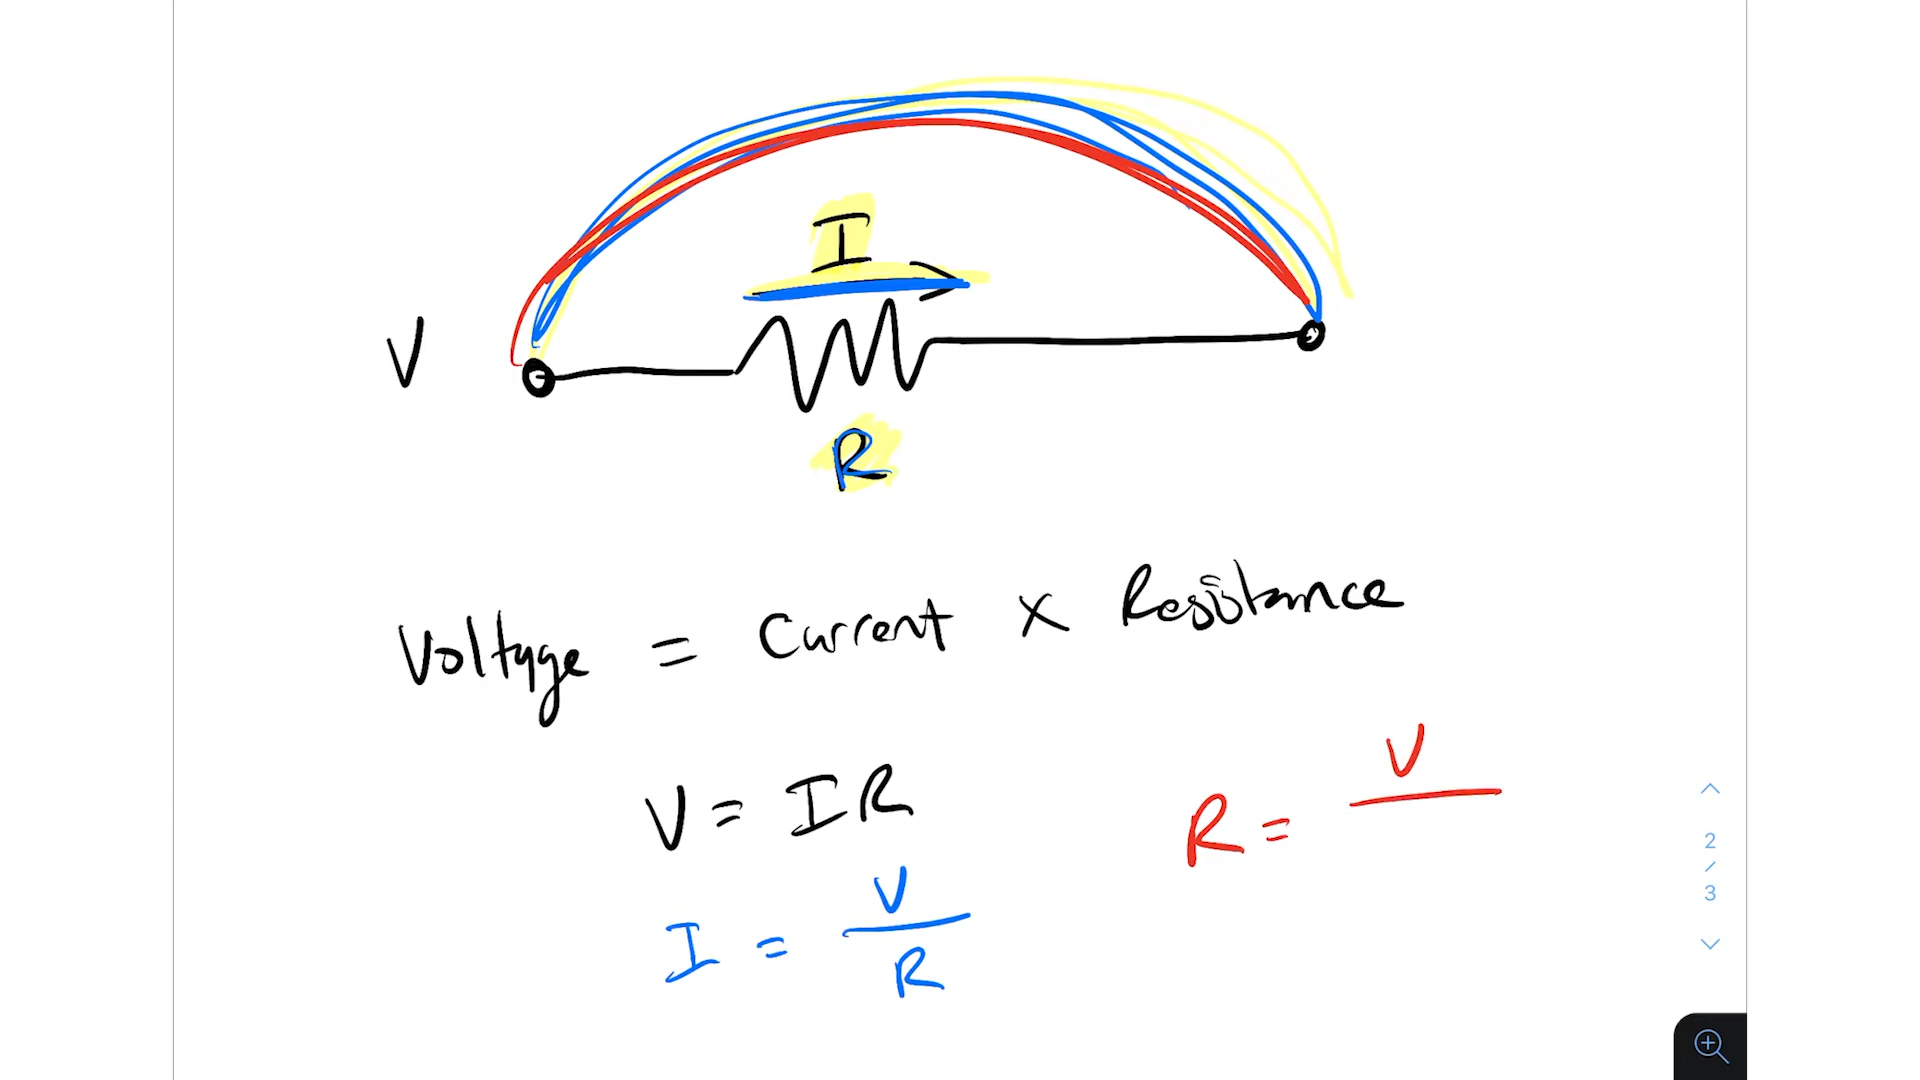 I
V
R
Voltage = Current x Resistance
V = IR
R = V
I = V
R
2
/
3